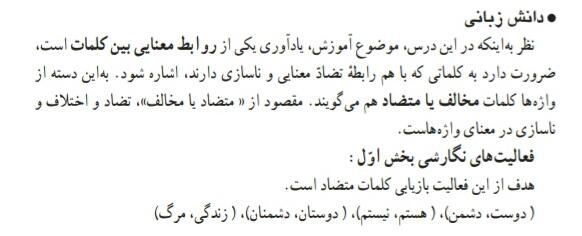 ● دانش زبانی
نظر به‌اینکه در این درس، موضوع آموزش، یادآوری یکی از روابط معنایی بین کلمات است،
ضرورت دارد به کلماتی که با هم رابطهٔ تضادّ معنایی و ناسازی دارند، اشاره شود. به‌این دسته از
واژه‌ها کلمات مخالف یا متضاد هم می‌گویند. مقصود از « متضاد یا مخالف»، تضاد و اختلاف و
ناسازی در معنای واژه‌هاست.
فعالیت‌های نگارشی بخش اوّل :
هدف از این فعالیت بازیابی کلمات متضاد است.
( دوست، دشمن)، ( هستم، نیستم)، ( دوستان، دشمنان)، ( زندگی، مرگ)